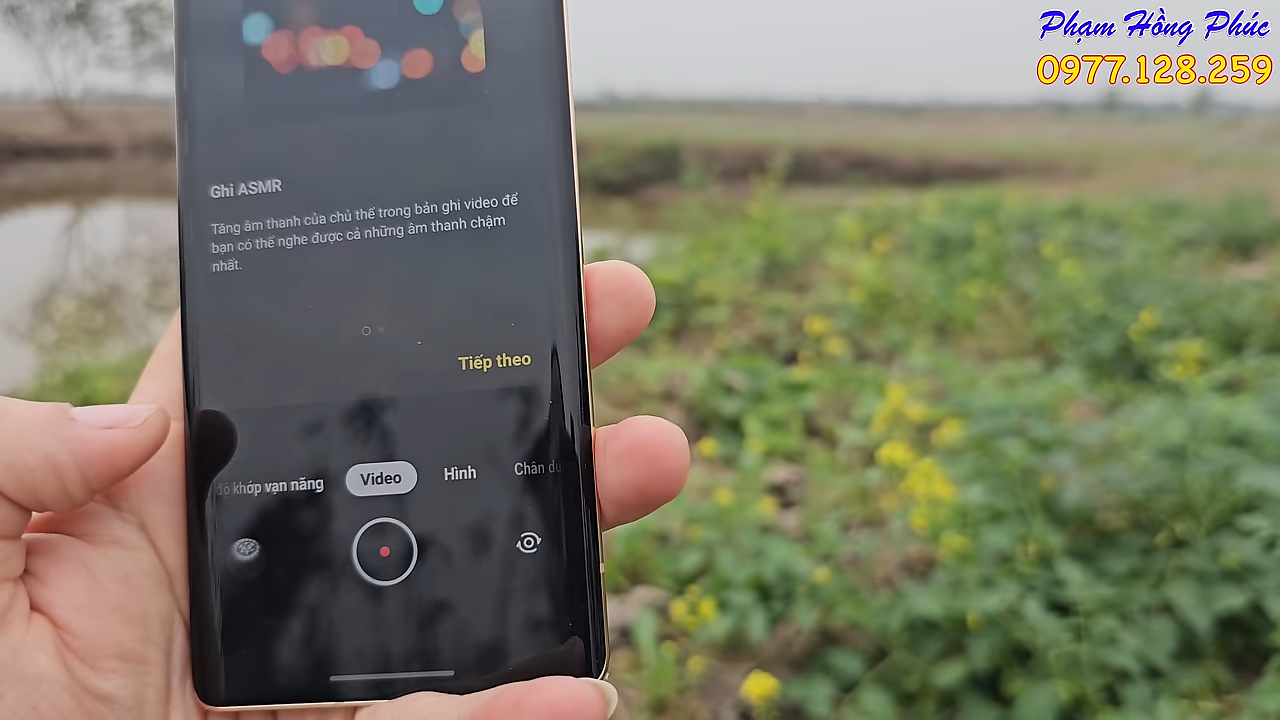 Phạm Hồng Phúc
0977.128.259
Ghi ASMR
Tăng âm thanh của chủ thể trong bản ghi video để
bạn có thể nghe được cả những âm thanh chậm
nhất.
Tiếp theo
độ khớp vạn năng
Video
Hình
Chân du